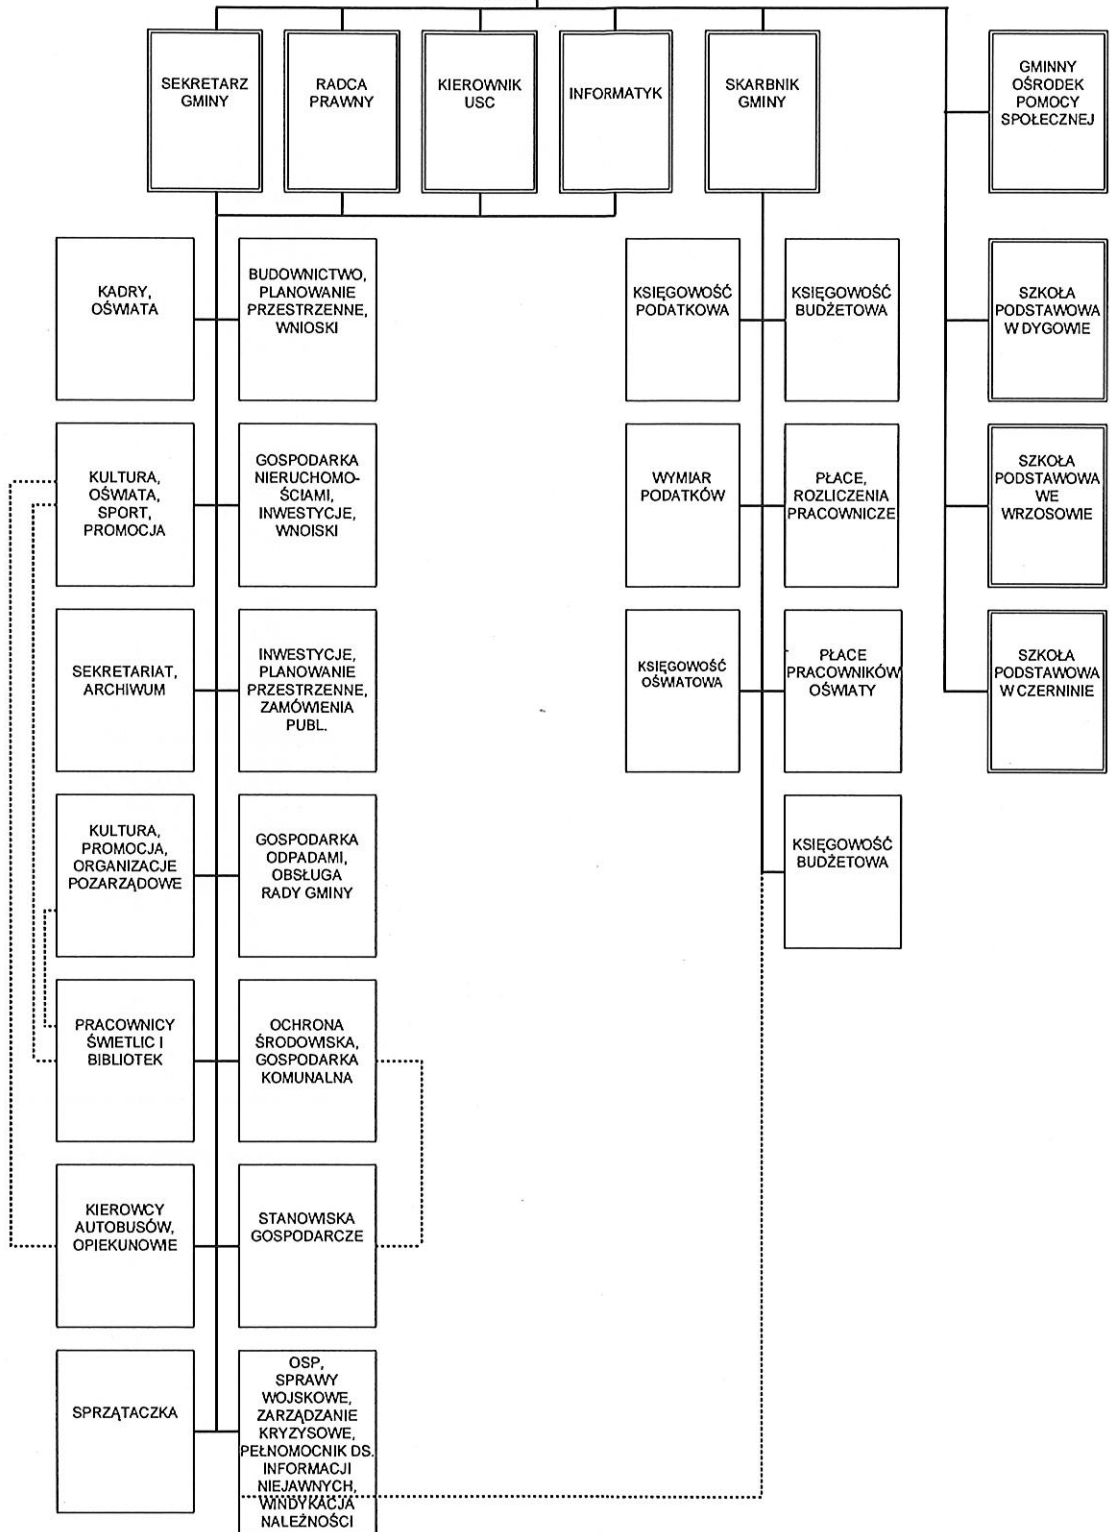 SEKRETARZ
GMINY
RADCA
PRAWNY
KIEROWNIK
USC
INFORMATYK
SKARBNIK
GMINY
GMINNY
OŚRODEK
POMOCY
SPOŁECZNEJ
KADRY,
OŚWIATA
BUDOWNICTWO,
PLANOWANIE
PRZESTRZENNE,
WNIOSKI
KSIĘGOWOŚĆ
PODATKOWA
KSIĘGOWOŚĆ
BUDŻETOWA
SZKOŁA
PODSTAWOWA
W DYGOWIE
KULTURA,
OŚWIATA,
SPORT,
PROMOCJA
GOSPODARKA
NIERUCHOMO-
ŚCIAMI,
INWESTYCJE,
WNOISKI
WYMIAR
PODATKÓW
PŁACE,
ROZLICZENIA
PRACOWNICZE
SZKOŁA
PODSTAWOWA
WE
WRZOSOWIE
SEKRETARIAT,
ARCHIWUM
INWESTYCJE,
PLANOWANIE
PRZESTRZENNE,
ZAMÓWIENIA
PUBL.
KSIĘGOWOŚĆ
OŚWIATOWA
PŁACE
PRACOWNIKÓW
OŚWIATY
SZKOŁA
PODSTAWOWA
W CZERNINIE
KULTURA,
PROMOCJA,
ORGANIZACJE
POZARZĄDOWE
GOSPODARKA
ODPADAMI,
OBSŁUGA
RADY GMINY
KSIĘGOWOŚĆ
BUDŻETOWA
PRACOWNICY
ŚWIETLIC I
BIBLIOTEK
OCHRONA
ŚRODOWISKA,
GOSPODARKA
KOMUNALNA
KIEROWCY
AUTOBUSÓW,
OPIEKUNOWIE
STANOWISKA
GOSPODARCZE
SPRZĄTACZKA
OSP,
SPRAWY
WOJSKOWE,
ZARZĄDZANIE
KRYZYSOWE,
PEŁNOMOCNIK DS.
INFORMACJI
NIEJAWNYCH,
WINDYKACJA
NALEŻNOŚCI